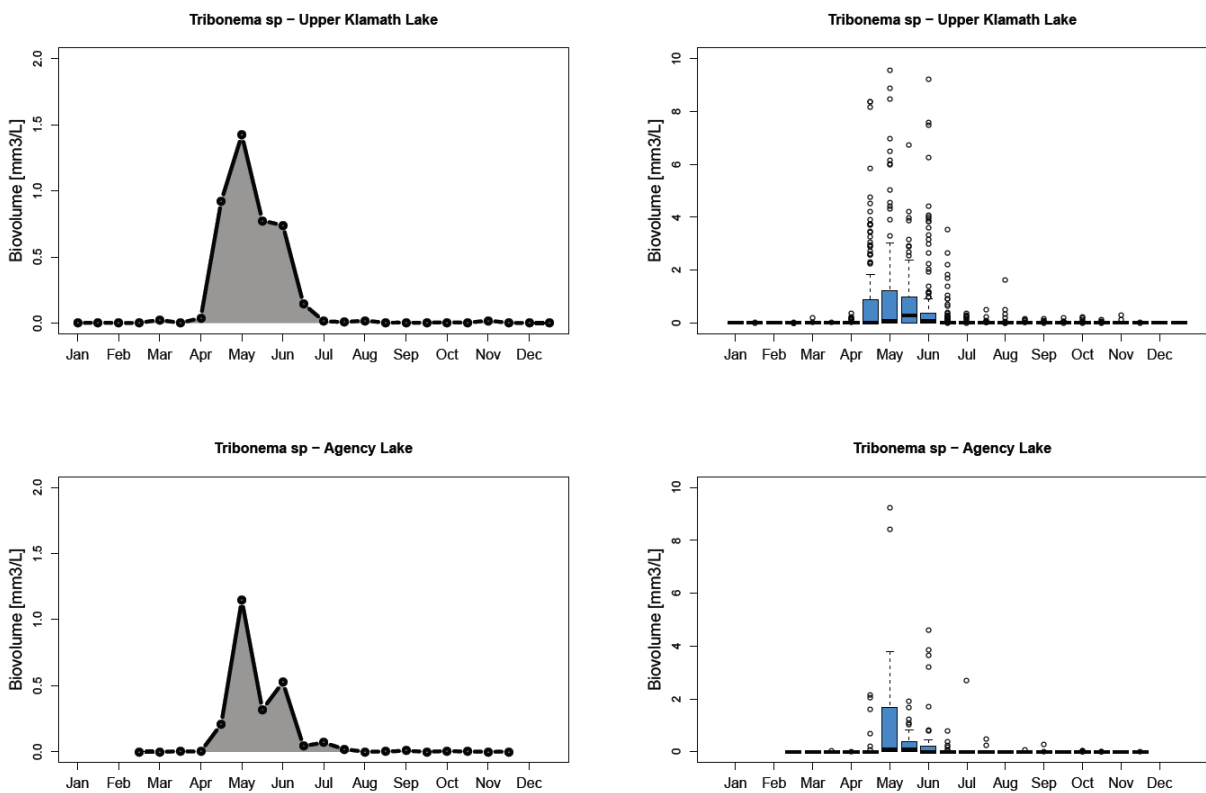 Tribonema sp − Upper Klamath Lake
Biovolume [mm3/L]
2.0
1.5
1.0
0.5
0.0
Jan Feb Mar Apr May Jun Jul Aug Sep Oct Nov Dec
Tribonema sp − Upper Klamath Lake
Biovolume [mm3/L]
10
8
6
4
2
0
Jan Feb Mar Apr May Jun Jul Aug Sep Oct Nov Dec
Tribonema sp − Agency Lake
Biovolume [mm3/L]
2.0
1.5
1.0
0.5
0.0
Jan Feb Mar Apr May Jun Jul Aug Sep Oct Nov Dec
Tribonema sp − Agency Lake
Biovolume [mm3/L]
10
8
6
4
2
0
Jan Feb Mar Apr May Jun Jul Aug Sep Oct Nov Dec